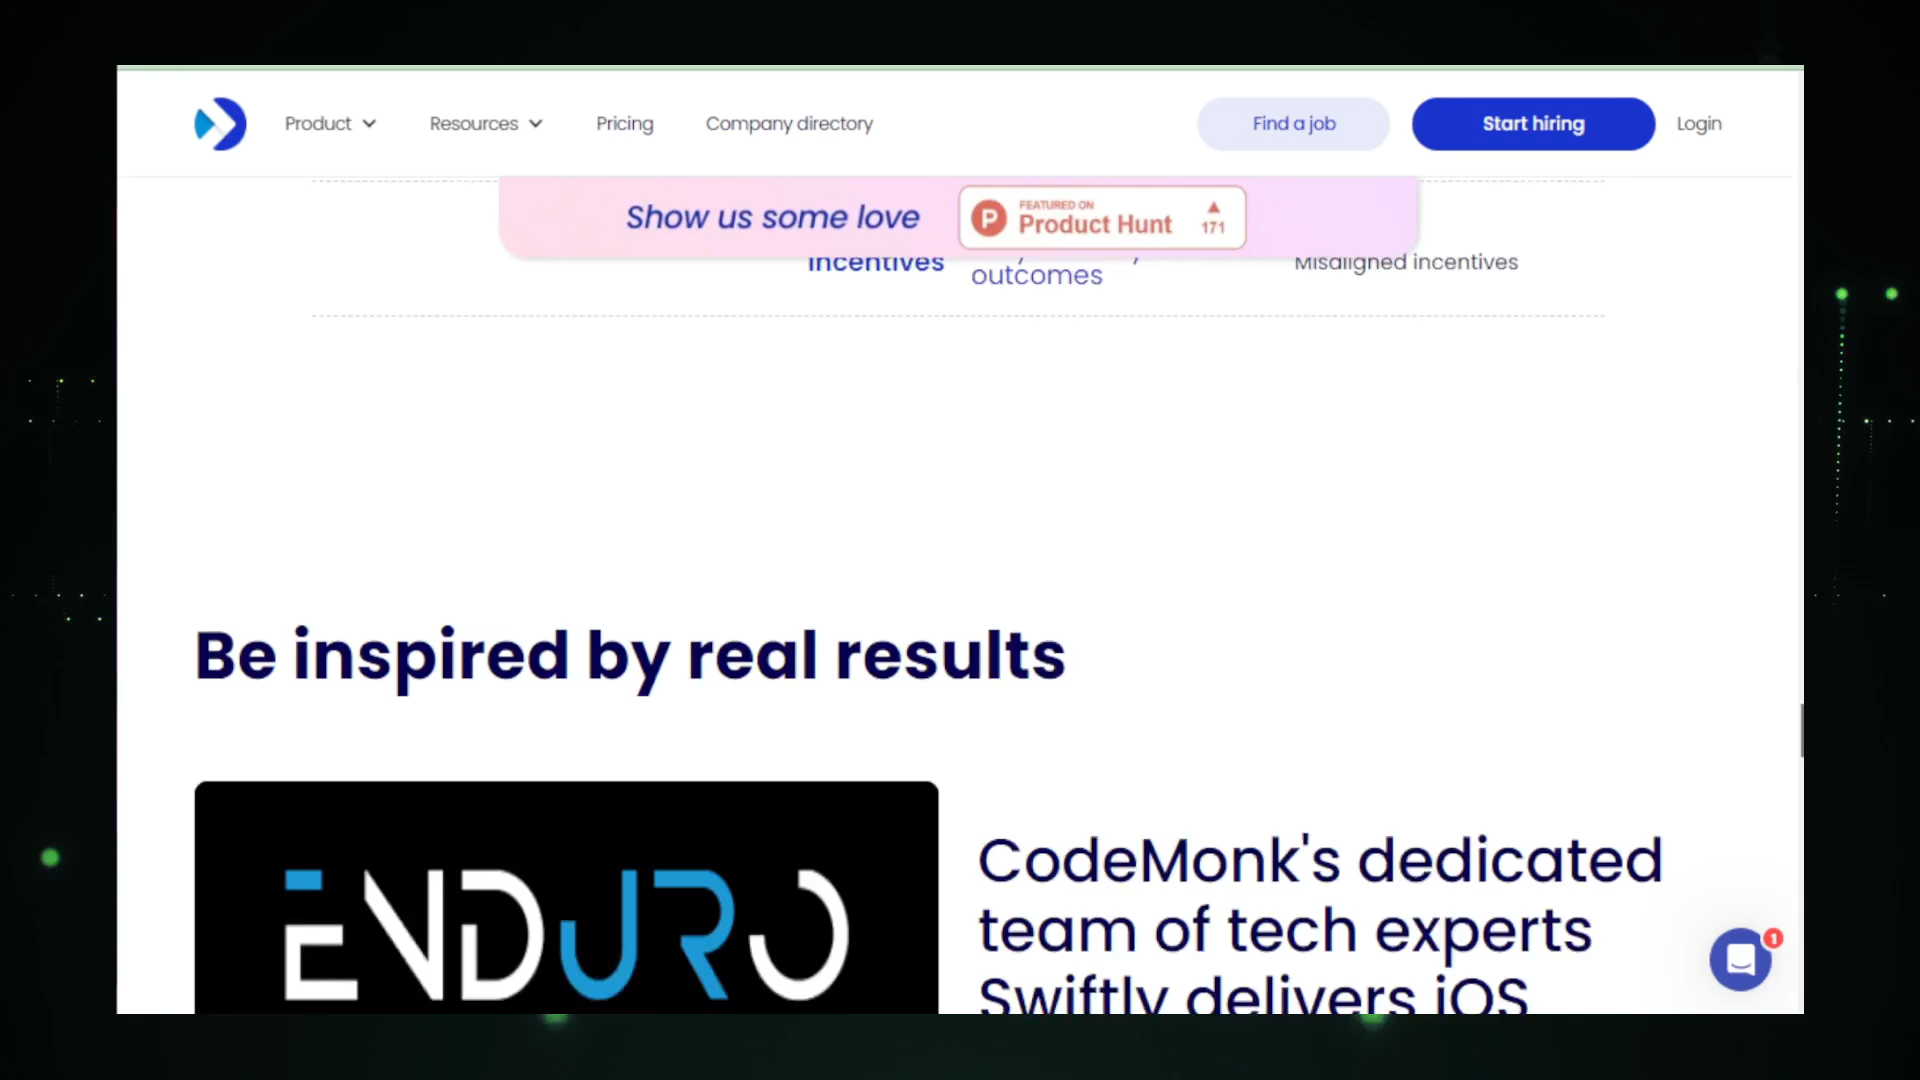 Product
Resources
Pricing
Company directory
Find a job
Start hiring
Login
Show us some love
FEATURED ON
Product Hunt
171
incentives
outcomes
Misaligned incentives
Be inspired by real results
ENDURO
CodeMonk's dedicated
team of tech experts
Swiftly delivers iOS
1